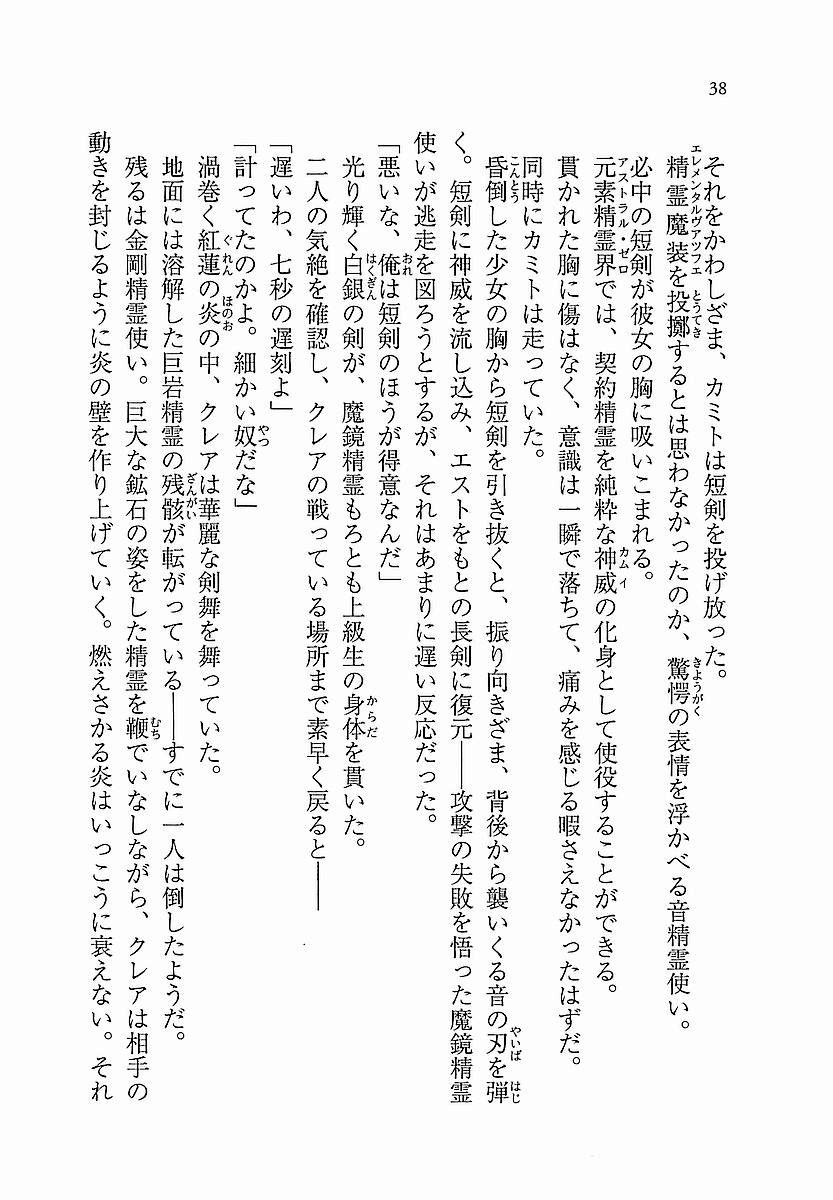 38
それをかわしざま、カミトは短剣を投げ放った。
精霊魔装を投擲するとは思わなかったのか、驚愕の表情を浮かべる音精霊使い。
必中の短剣が彼女の胸に吸いこまれる。
元素精霊界では、契約精霊を純粋な神威の化身として使役することができる。
貫かれた胸に傷はなく、意識は一瞬で落ちて、痛みを感じる暇さえなかったはずだ。
同時にカミトは走っていた。
昏倒した少女の胸から短剣を引き抜くと、振り向きざま、背後から襲いくる音の刃を弾
く。短剣に神威を流し込み、エストをもとの長剣に復元――攻撃の失敗を悟った魔鏡精霊
使いが逃走を図ろうとするが、それはあまりに遅い反応だった。
「悪いな、俺は短剣のほうが得意なんだ」
光り輝く白銀の剣が、魔鏡精霊もろとも上級生の身体を貫いた。
二人の気絶を確認し、クレアの戦っている場所まで素早く戻ると――
「遅いわ、七秒の遅刻よ」
「計ってたのかよ。細かい奴だな」
渦巻く紅蓮の炎の中、クレアは華麗な剣舞を舞っていた。
地面には溶解した巨岩精霊の残骸が転がっている――すでに一人は倒したようだ。
残るは金剛精霊使い。巨大な鉱石の姿をした精霊を鞭でいなしながら、クレアは相手の
動きを封じるように炎の壁を作り上げていく。燃えさかる炎はいっこうに衰えない。それ